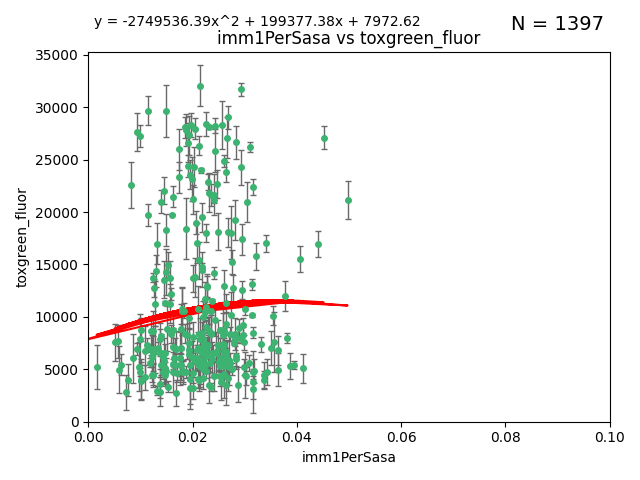 y = -2749536.39x^2 + 199377.38x + 7972.62
N = 1397
imm1PerSasa vs toxgreen_fluor
35000
30000
25000
20000
15000
10000
5000
0
toxgreen_fluor
0.00 0.02 0.04 0.06 0.08 0.10
imm1PerSasa